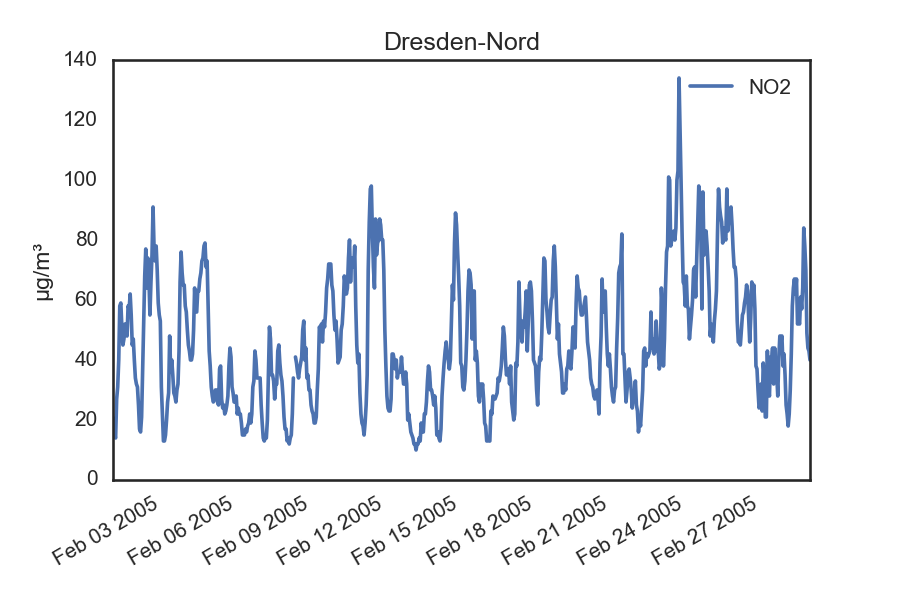 Dresden-Nord
140
120
100
80
60
40
20
0
µg/m³
NO2
Feb 03 2005
Feb 06 2005
Feb 09 2005
Feb 12 2005
Feb 15 2005
Feb 18 2005
Feb 21 2005
Feb 24 2005
Feb 27 2005